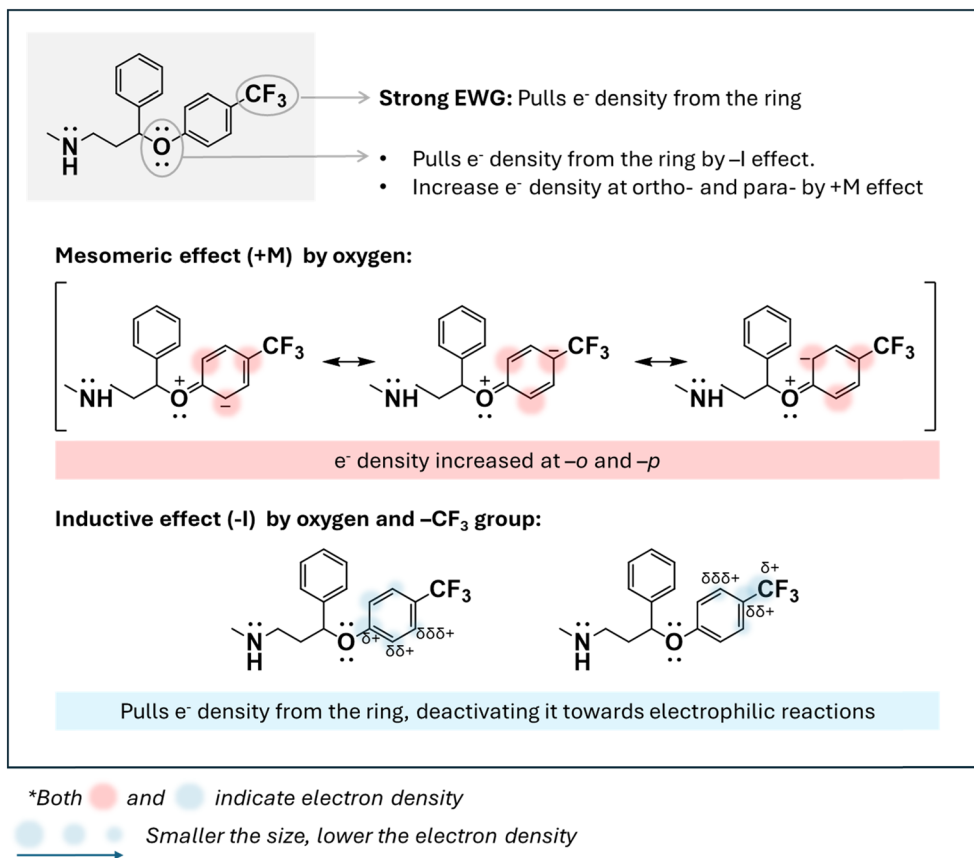 CF₃
N
H
O
Strong EWG: Pulls e⁻ density from the ring
• Pulls e⁻ density from the ring by –I effect.
• Increase e⁻ density at ortho- and para- by +M effect
Mesomeric effect (+M) by oxygen:
CF₃ CF₃ CF₃
NH + O − NH + O − NH + O −
e⁻ density increased at –o and –p
Inductive effect (-I) by oxygen and –CF₃ group:
CF₃ δδδ+ δ+ CF₃
N H O δ+ δδ+ δδδ+ N H O δδ+
Pulls e⁻ density from the ring, deactivating it towards electrophilic reactions
*Both and indicate electron density
Smaller the size, lower the electron density